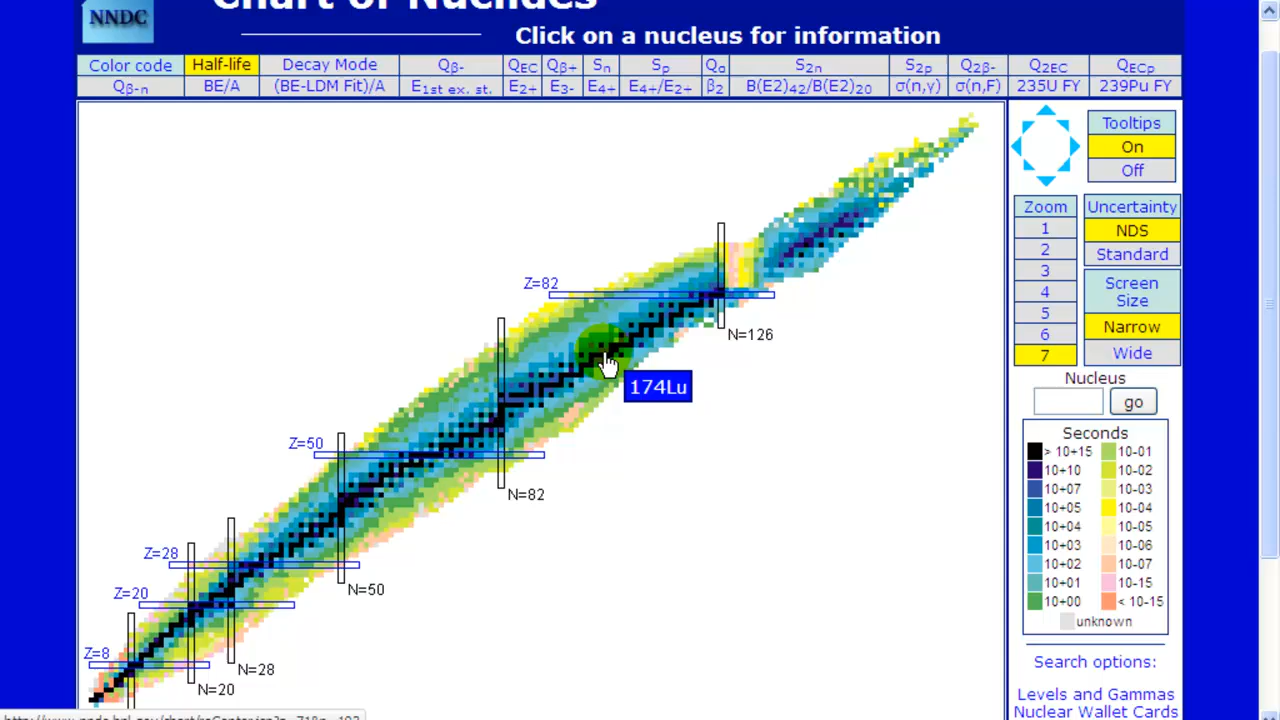 NNDC
Chart of Nuclides
Click on a nucleus for information
Color code Half-life Decay Mode Qβ- QEC Qβ+ Sn Sp Qα S2n S2p Q2β- Q2EC QECp
Qβ-n BE/A (BE-LDM Fit)/A E1st ex. st. E2+ E3- E4+ E4+/E2+ β2 B(E2)42/B(E2)20 σ(n,γ) σ(n,F) 235U FY 239Pu FY
Tooltips
On
Off
Zoom
1
2
3
4
5
6
7
Uncertainty
NDS
Standard
Screen
Size
Narrow
Wide
Nucleus
go
Seconds
> 10+15 10-01
10+10 10-02
10+07 10-03
10+05 10-04
10+04 10-05
10+03 10-06
10+02 10-07
10+01 10-15
10+00 < 10-15
unknown
Search options:
Levels and Gammas
Nuclear Wallet Cards
Z=82
N=126
174Lu
Z=50
N=82
Z=28
N=50
Z=20
Z=8
N=28
N=20